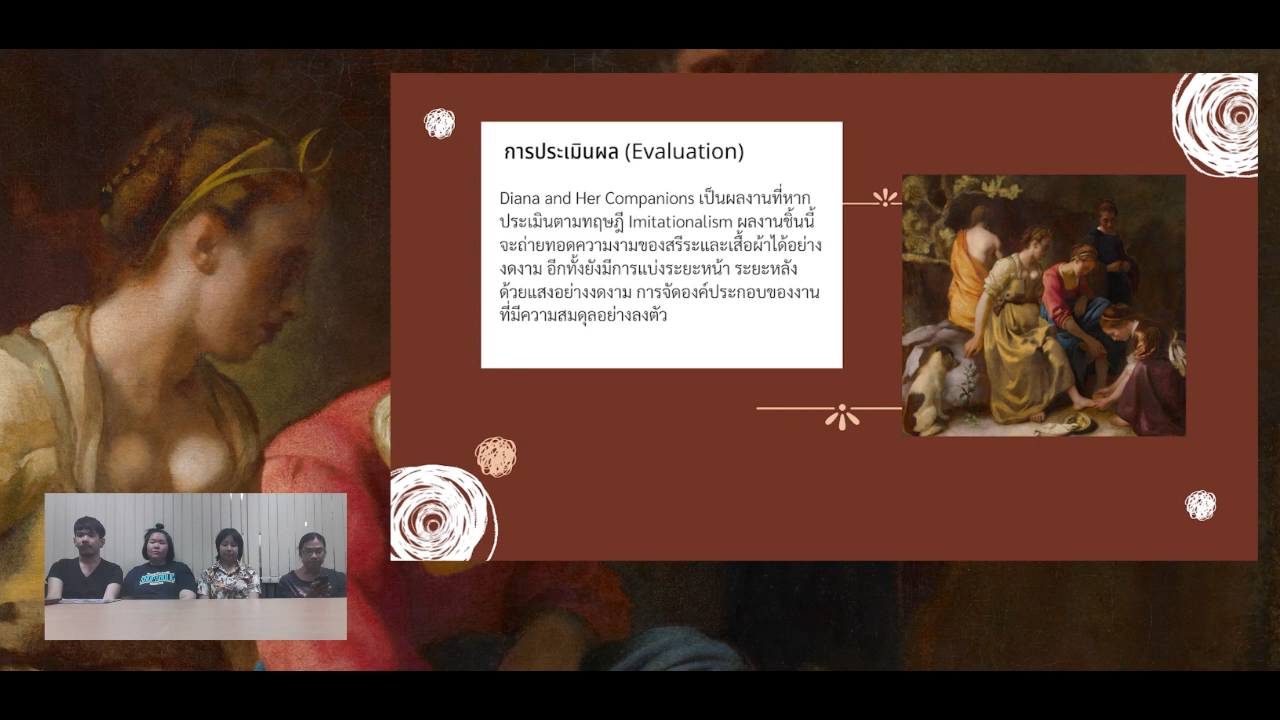 การประเมินผล (Evaluation)
Diana and Her Companions เป็นผลงานที่หาก
ประเมินตามทฤษฎี Imitationalism ผลงานชิ้นนี้
จะถ่ายทอดความงามของสรีระและเสื้อผ้าได้อย่าง
งดงาม อีกทั้งยังมีการแบ่งระยะหน้า ระยะหลัง
ด้วยแสงอย่างงดงาม การจัดองค์ประกอบของงาน
ที่มีความสมดุลอย่างลงตัว